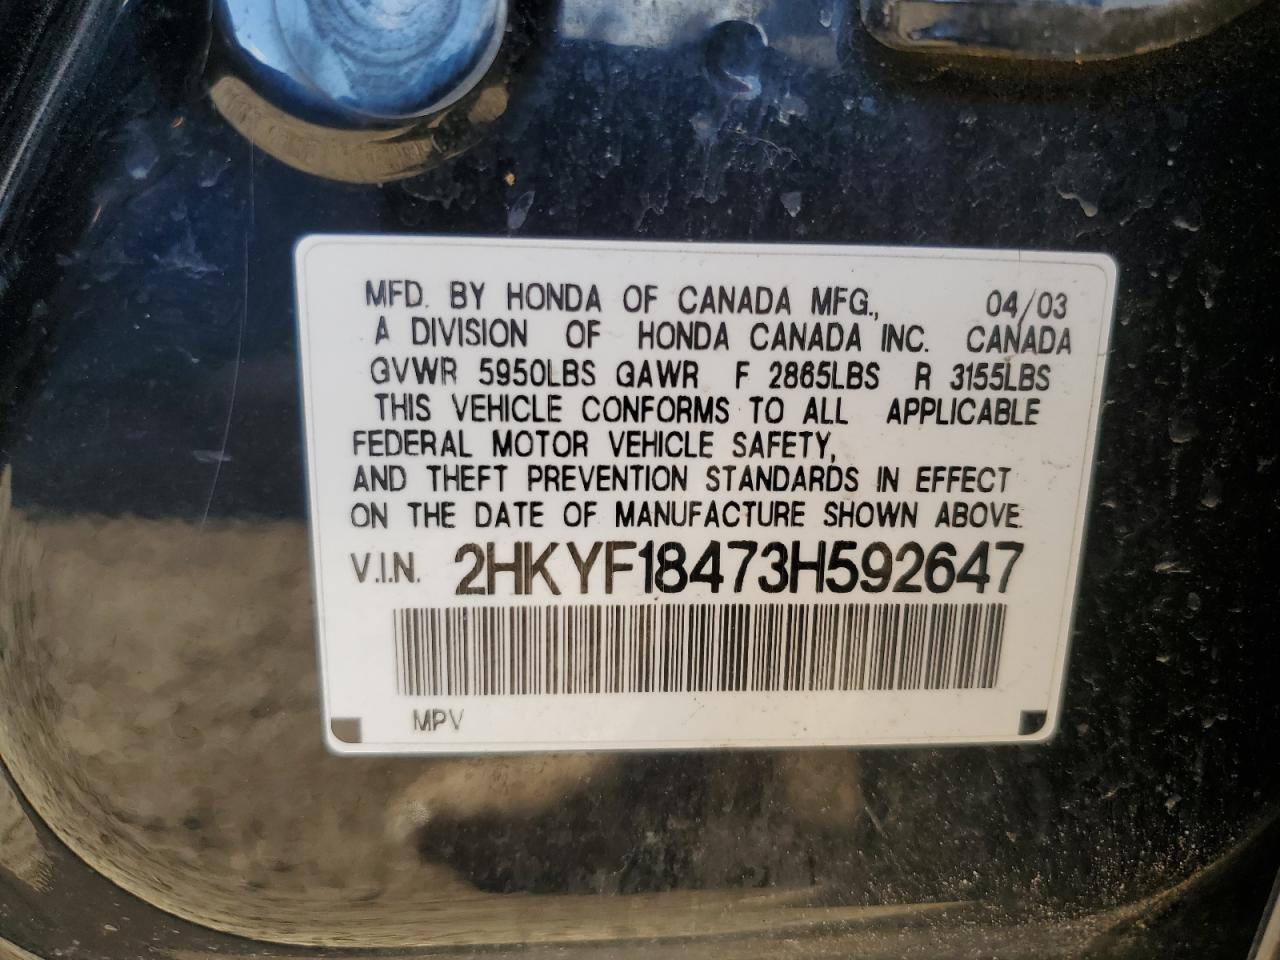 MFD. BY HONDA OF CANADA MFG., 04/03
A DIVISION OF HONDA CANADA INC. CANADA
GVWR 5950LBS GAWR F 2865LBS R 3155LBS
THIS VEHICLE CONFORMS TO ALL APPLICABLE
FEDERAL MOTOR VEHICLE SAFETY,
AND THEFT PREVENTION STANDARDS IN EFFECT
ON THE DATE OF MANUFACTURE SHOWN ABOVE.
V.I.N. 2HKYF18473H592647
MPV